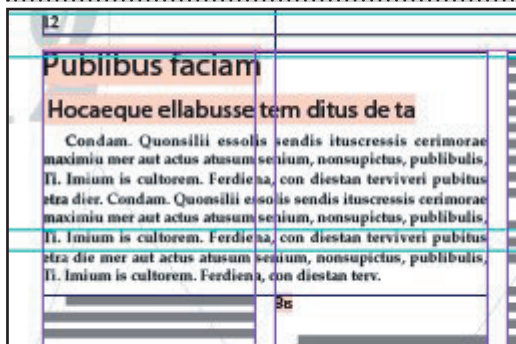 12
Publibus faciam
Hocaeque ellabusse tem ditus de ta
Condam. Quonsilii essolis sendis ituscressis cerimorae
maximiu mer aut actus atusum senium, nonsupictus, publibulis,
Ti. Imium is cultorem. Ferdiena, con diestan terviveri pubitus
etra dier. Condam. Quonsilii essolis sendis ituscressis cerimorae
maximiu mer aut actus atusum senium, nonsupictus, publibulis,
Ti. Imium is cultorem. Ferdiena, con diestan terviveri pubitus
etra die mer aut actus atusum senium, nonsupictus, publibulis,
Ti. Imium is cultorem. Ferdiena, con diestan terv.